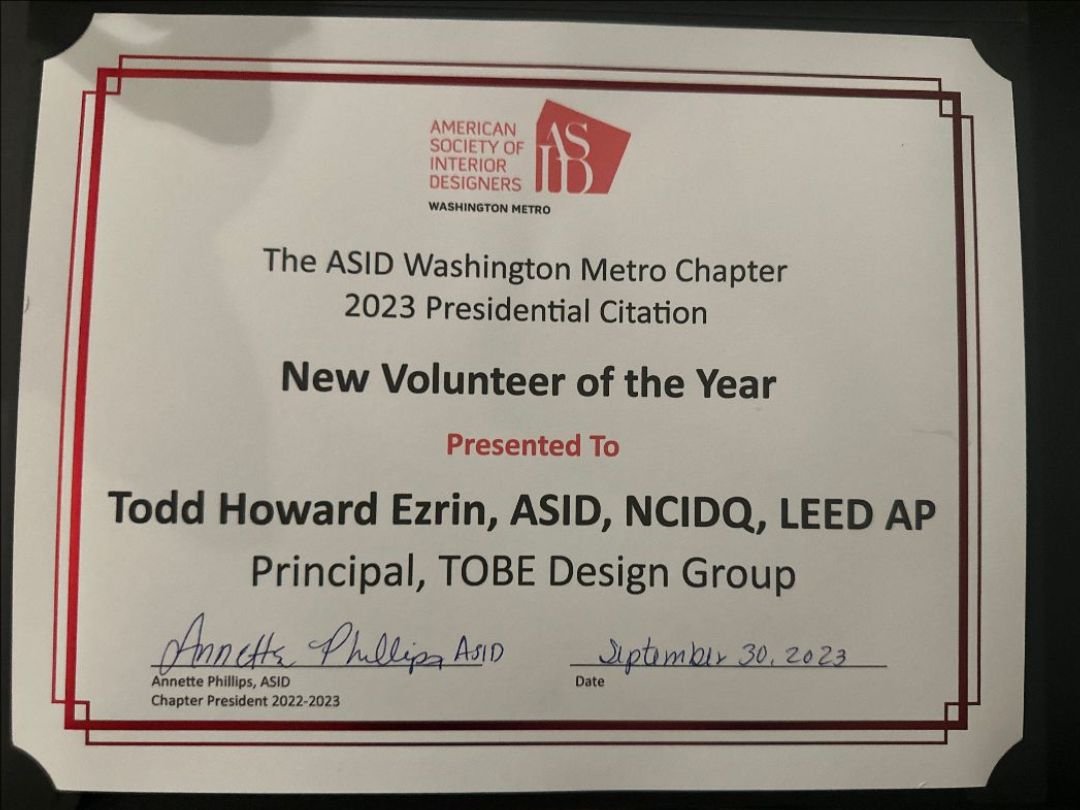 AMERICAN
SOCIETY OF
INTERIOR
DESIGNERS
ASID
WASHINGTON METRO
The ASID Washington Metro Chapter
2023 Presidential Citation
New Volunteer of the Year
Presented To
Todd Howard Ezrin, ASID, NCIDQ, LEED AP
Principal, TOBE Design Group
Annette Phillips, ASID
September 30, 2023
Annette Phillips, ASID
Date
Chapter President 2022-2023